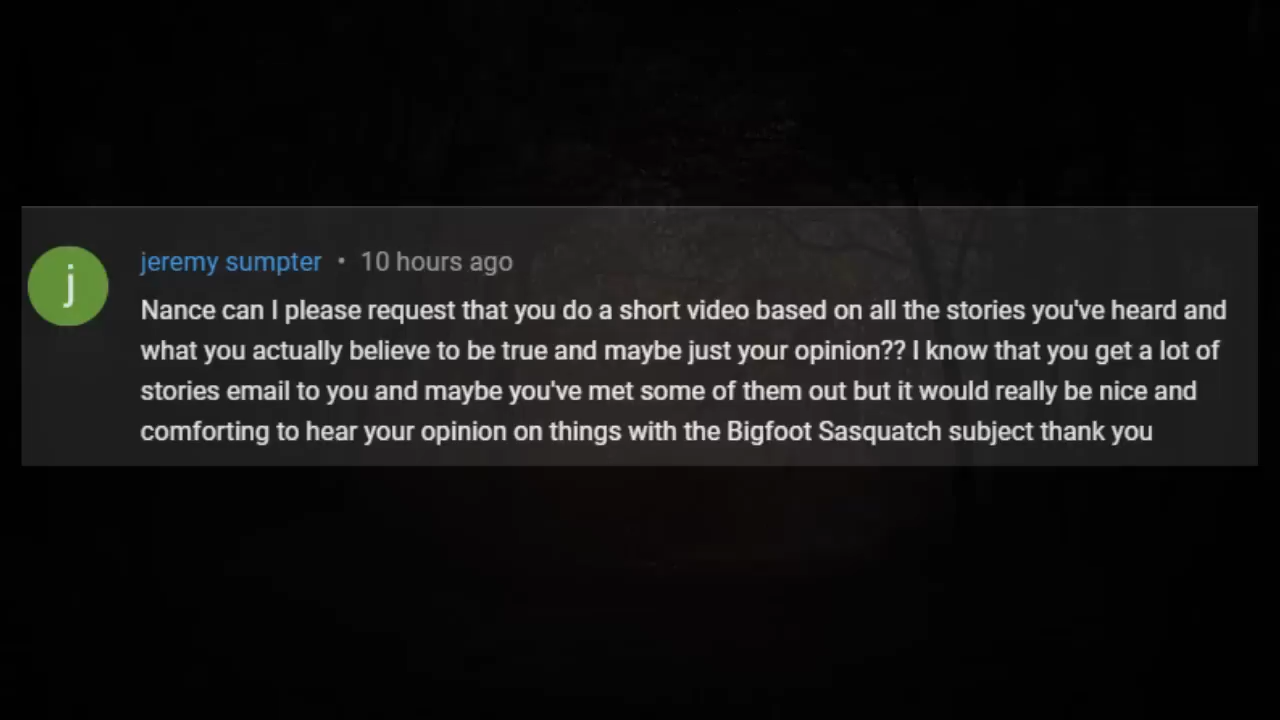 j
jeremy sumpter • 10 hours ago
Nance can I please request that you do a short video based on all the stories you've heard and
what you actually believe to be true and maybe just your opinion?? I know that you get a lot of
stories email to you and maybe you've met some of them out but it would really be nice and
comforting to hear your opinion on things with the Bigfoot Sasquatch subject thank you